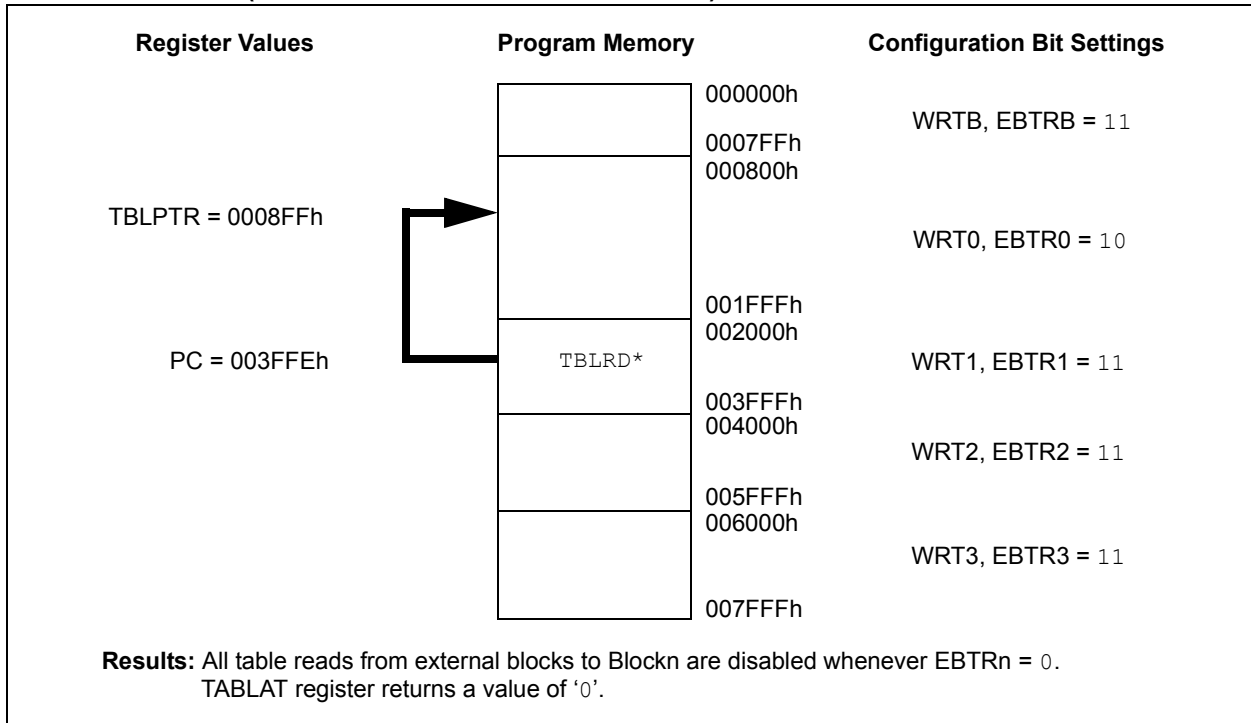 Register Values Program Memory Configuration Bit Settings
000000h
WRTB, EBTRB = 11
0007FFh
000800h
TBLPTR = 0008FFh
WRT0, EBTR0 = 10
001FFFh
002000h
PC = 003FFEh TBLRD* WRT1, EBTR1 = 11
003FFFh
004000h
WRT2, EBTR2 = 11
005FFFh
006000h
WRT3, EBTR3 = 11
007FFFh
Results: All table reads from external blocks to Blockn are disabled whenever EBTRn = 0.
TABLAT register returns a value of ‘0’.